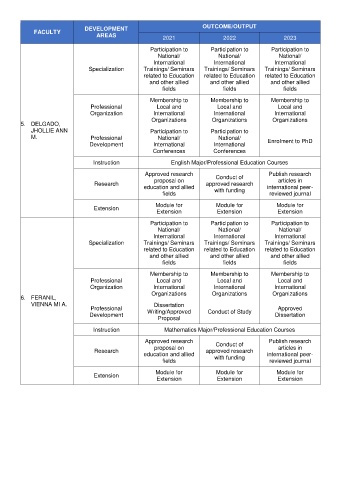 FACULTY
DEVELOPMENT
AREAS
OUTCOME/OUTPUT
2021
2022
2023
5. DELGADO,
JHOLLIE ANN
M.
Specialization
Participation to
National/
International
Trainings/ Seminars
related to Education
and other allied
fields
Participation to
National/
International
Trainings/ Seminars
related to Education
and other allied
fields
Participation to
National/
International
Trainings/ Seminars
related to Education
and other allied
fields
Professional
Organization
Membership to
Local and
International
Organizations
Membership to
Local and
International
Organizations
Membership to
Local and
International
Organizations
Professional
Development
Participation to
National/
International
Conferences
Participation to
National/
International
Conferences
Enrolment to PhD
Instruction
English Major/Professional Education Courses
Research
Approved research
proposal on
education and allied
fields
Conduct of
approved research
with funding
Publish research
articles in
international peer-
reviewed journal
Extension
Module for
Extension
Module for
Extension
Module for
Extension
6. FERANIL,
VIENNA MI A.
Specialization
Participation to
National/
International
Trainings/ Seminars
related to Education
and other allied
fields
Participation to
National/
International
Trainings/ Seminars
related to Education
and other allied
fields
Participation to
National/
International
Trainings/ Seminars
related to Education
and other allied
fields
Professional
Organization
Membership to
Local and
International
Organizations
Membership to
Local and
International
Organizations
Membership to
Local and
International
Organizations
Professional
Development
Dissertation
Writing/Approved
Proposal
Conduct of Study
Approved
Dissertation
Instruction
Mathematics Major/Professional Education Courses
Research
Approved research
proposal on
education and allied
fields
Conduct of
approved research
with funding
Publish research
articles in
international peer-
reviewed journal
Extension
Module for
Extension
Module for
Extension
Module for
Extension